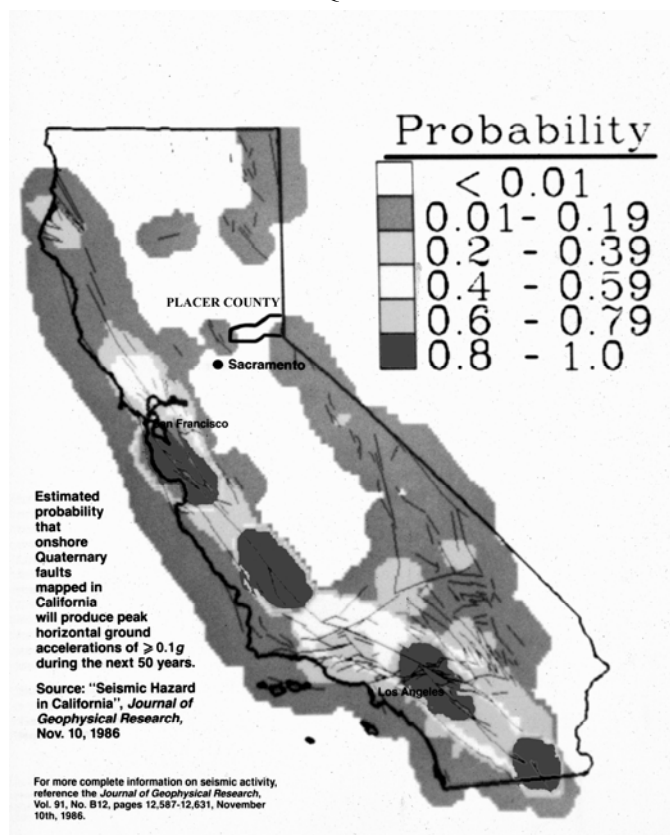 Probability
< 0.01
0.01- 0.19
0.2 - 0.39
0.4 - 0.59
0.6 - 0.79
0.8 - 1.0
PLACER COUNTY
Sacramento
San Francisco
Los Angeles
Estimated
probability
that
onshore
Quaternary
faults
mapped in
California
will produce peak
horizontal ground
accelerations of ⩾ 0.1g
during the next 50 years.
Source: "Seismic Hazard
in California", Journal of
Geophysical Research,
Nov. 10, 1986
For more complete information on seismic activity,
reference the Journal of Geophysical Research,
Vol. 91, No. B12, pages 12,587-12,631, November
10th, 1986.